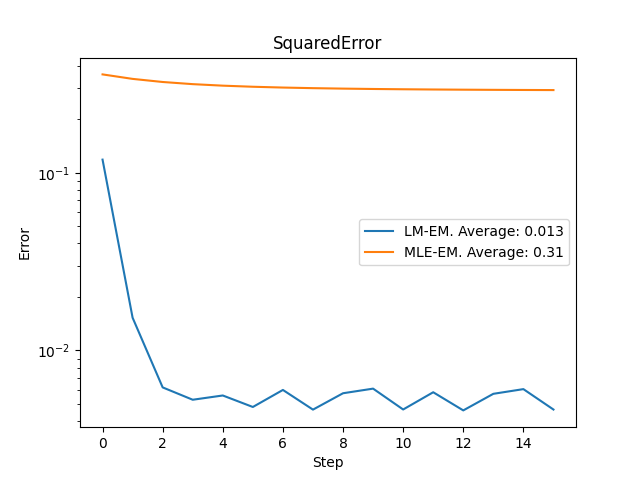 SquaredError
Error
10⁻¹
10⁻²
LM-EM. Average: 0.013
MLE-EM. Average: 0.31
0 2 4 6 8 10 12 14
Step